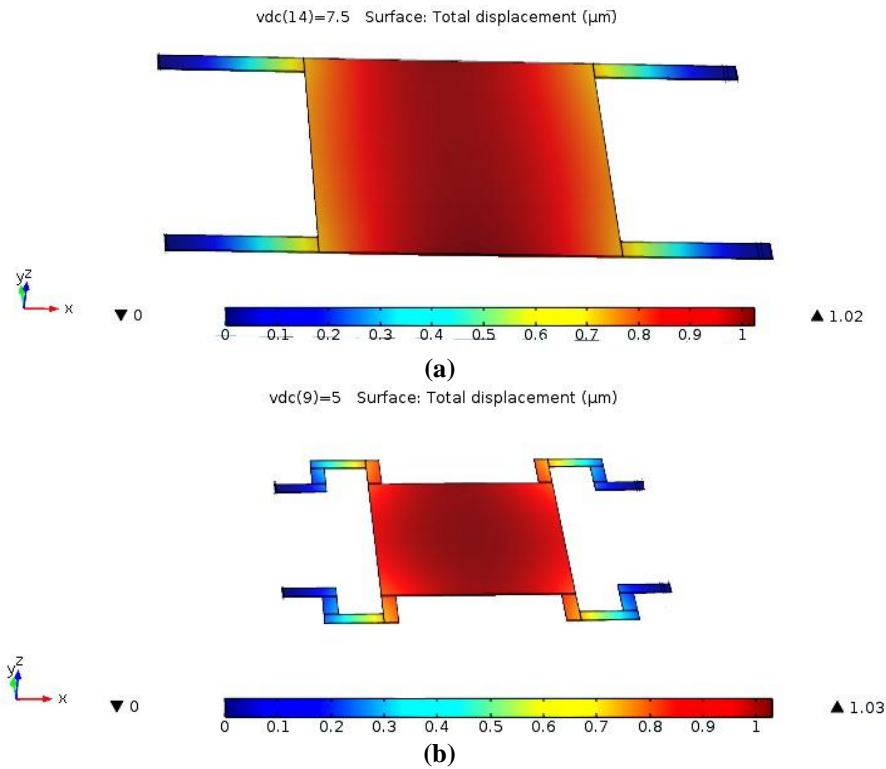 vdc(14)=7.5 Surface: Total displacement (µm)
y z
x
▼ 0
0 0.1 0.2 0.3 0.4 0.5 0.6 0.7 0.8 0.9 1
▲ 1.02
(a)
vdc(9)=5 Surface: Total displacement (µm)
y z
x
▼ 0
0 0.1 0.2 0.3 0.4 0.5 0.6 0.7 0.8 0.9 1
▲ 1.03
(b)